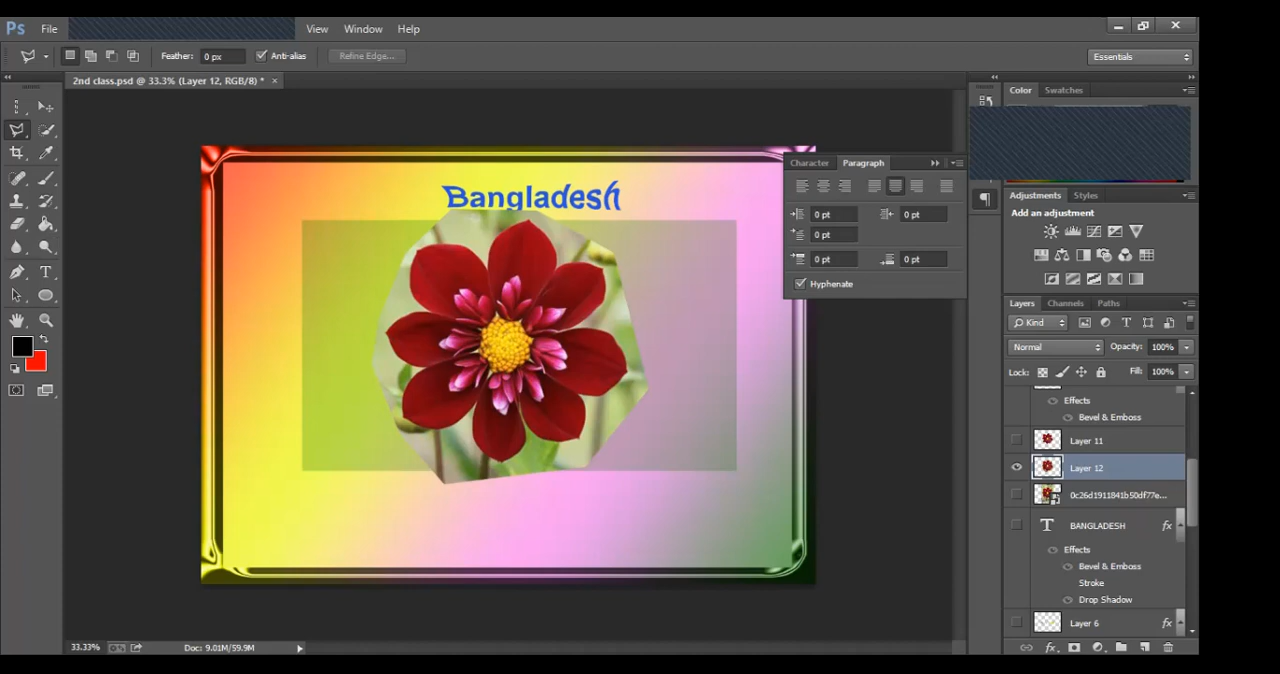 Ps File View Window Help
Feather: 0 px Anti-alias Refine Edge... Essentials
2nd class.psd @ 33.3% (Layer 12, RGB/8) * ×
Color Swatches
Bangladesh
Character Paragraph
0 pt 0 pt
0 pt
0 pt 0 pt
Hyphenate
Adjustments Styles
Add an adjustment
Layers Channels Paths
Kind
Normal Opacity: 100%
Lock: Fill: 100%
Effects
Bevel & Emboss
Layer 11
Layer 12
0c26d1911841b50df77e...
T BANGLADESH fx
Effects
Bevel & Emboss
Stroke
Drop Shadow
Layer 6 fx
33.33% Doc: 9.01M/59.9M